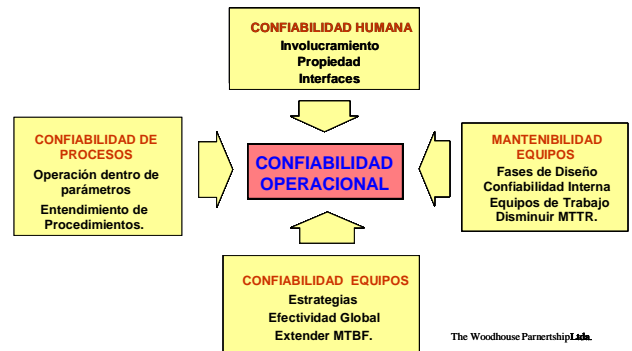 CONFIABILIDAD HUMANA
Involucramiento
Propiedad
Interfaces
CONFIABILIDAD DE
PROCESOS
Operación dentro de
parámetros
Entendimiento de
Procedimientos.
CONFIABILIDAD
OPERACIONAL
MANTENIBILIDAD
EQUIPOS
Fases de Diseño
Confiabilidad Interna
Equipos de Trabajo
Disminuir MTTR.
CONFIABILIDAD EQUIPOS
Estrategias
Efectividad Global
Extender MTBF.
The Woodhouse Parnertship Ltda.